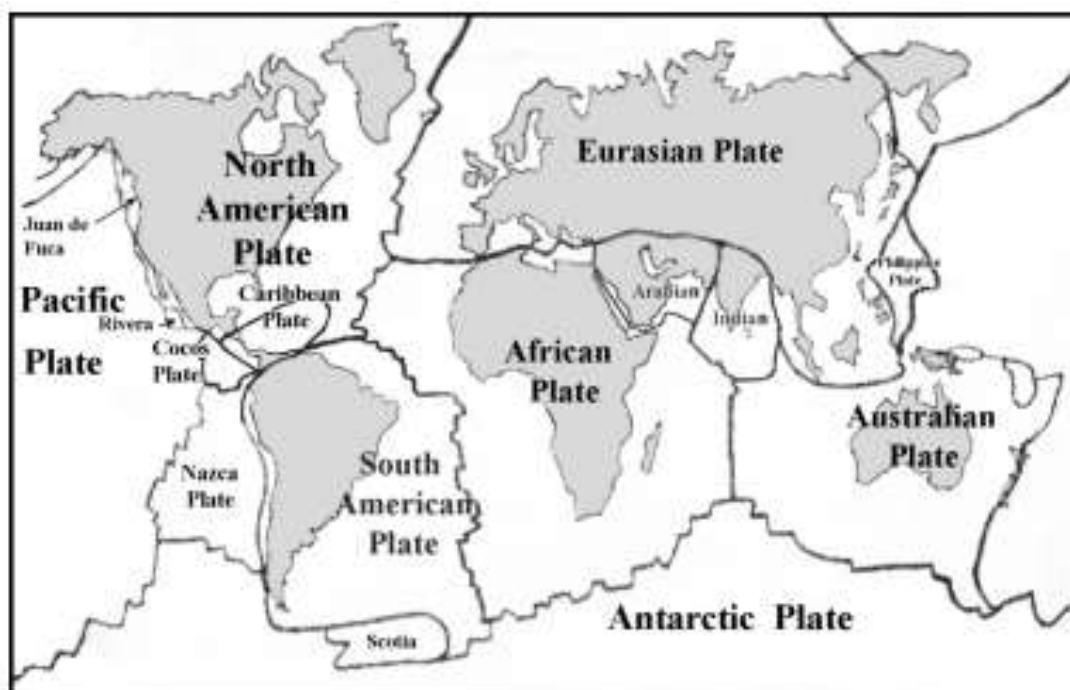 North
American
Plate
Eurasian Plate
Juan de
Fuca
Pacific
Plate
Rivera
Caribbean
Plate
Cocos
Plate
Arabian
Indian
Philippine
Plate
African
Plate
Australian
Plate
Nazca
Plate
South
American
Plate
Antarctic Plate
Scotia